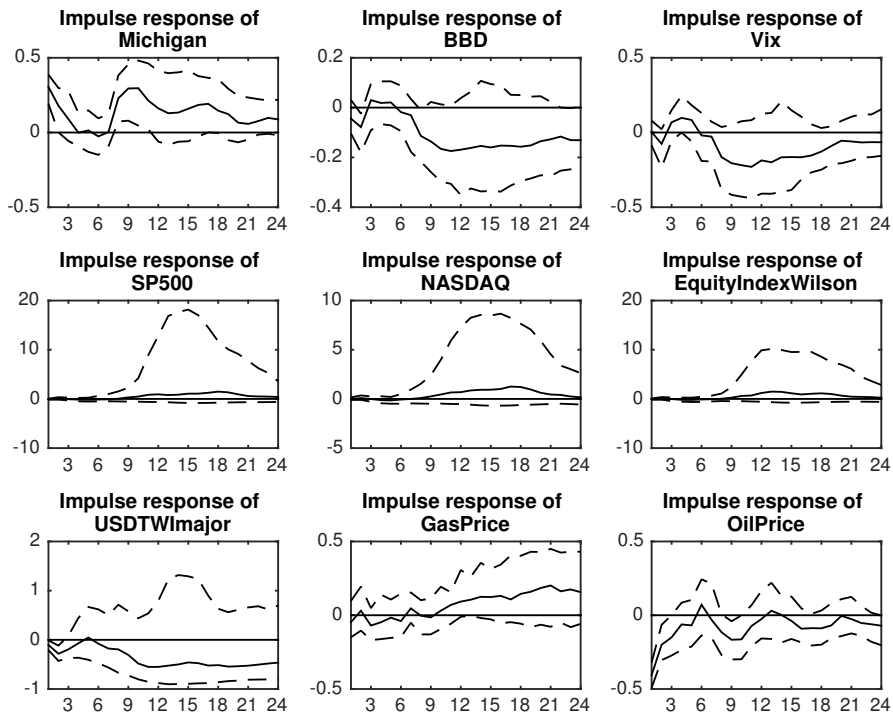 Impulse response of
Michigan
0.5
0
-0.5
3 6 9 12 15 18 21 24
Impulse response of
BBD
0.2
0
-0.2
-0.4
3 6 9 12 15 18 21 24
Impulse response of
Vix
0.5
0
-0.5
3 6 9 12 15 18 21 24
Impulse response of
SP500
20
10
0
-10
3 6 9 12 15 18 21 24
Impulse response of
NASDAQ
10
5
0
-5
3 6 9 12 15 18 21 24
Impulse response of
EquityIndexWilson
20
10
0
-10
3 6 9 12 15 18 21 24
Impulse response of
USDTWImajor
2
1
0
-1
3 6 9 12 15 18 21 24
Impulse response of
GasPrice
0.5
0
-0.5
3 6 9 12 15 18 21 24
Impulse response of
OilPrice
0.5
0
-0.5
3 6 9 12 15 18 21 24